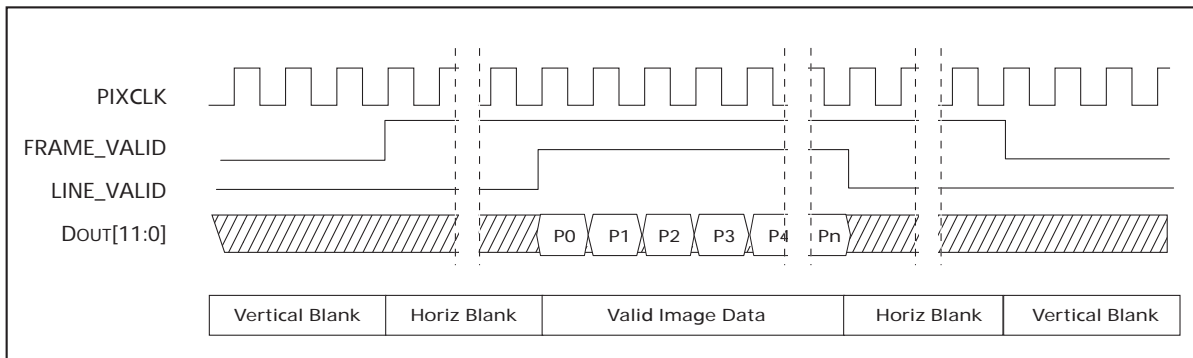 PIXCLK
FRAME_VALID
LINE_VALID
DOUT[11:0]
P0 P1 P2 P3 P4 Pn
Vertical Blank Horiz Blank Valid Image Data Horiz Blank Vertical Blank